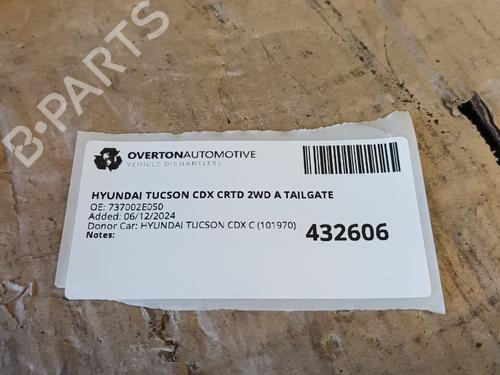 B-PARTS
OVERTONAUTOMOTIVE
VEHICLE DISMANTLERS
HYUNDAI TUCSON CDX CRTD 2WD A TAILGATE
OE: 737002E050
Added: 06/12/2024
Donor Car: HYUNDAI TUCSON CDX C (101970)
Notes:
432606